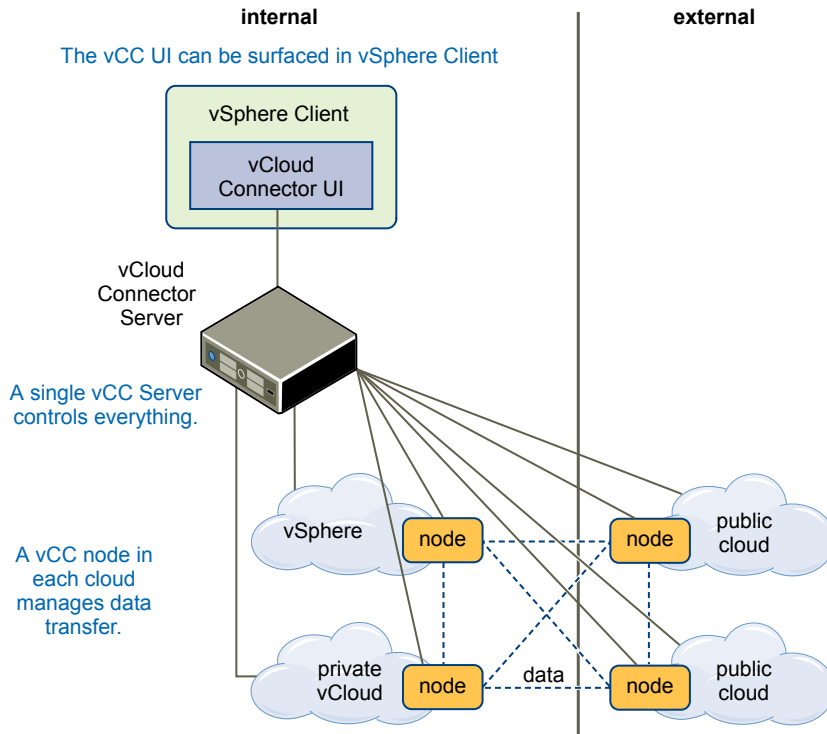 internal
external
The vCC UI can be surfaced in vSphere Client
vSphere Client
vCloud
Connector UI
vCloud
Connector
Server
A single vCC Server
controls everything.
vSphere
node
node
public
cloud
A vCC node in
each cloud
manages data
transfer.
private
vCloud
node
data
node
public
cloud